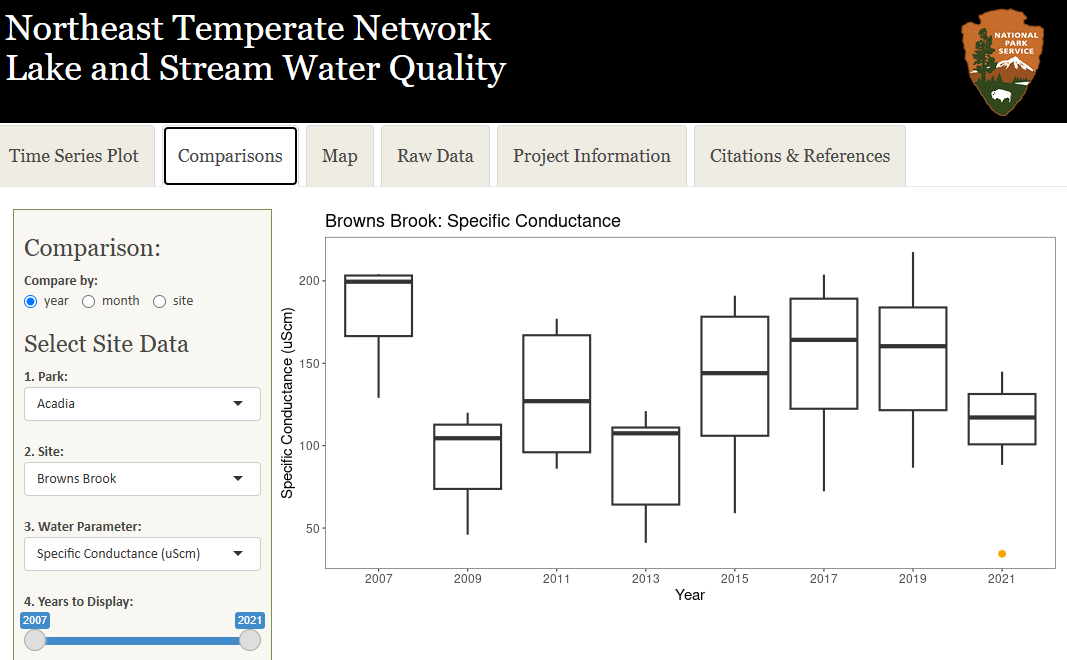 Northeast Temperate Network
Lake and Stream Water Quality
NATIONAL
PARK
SERVICE
Time Series Plot
Comparisons
Map
Raw Data
Project Information
Citations & References
Comparison:
Compare by:
year month site
Select Site Data
1. Park:
Acadia
2. Site:
Browns Brook
3. Water Parameter:
Specific Conductance (uScm)
4. Years to Display:
2007 2021
Browns Brook: Specific Conductance
Specific Conductance (uScm)
200
150
100
50
2007 2009 2011 2013 2015 2017 2019 2021
Year